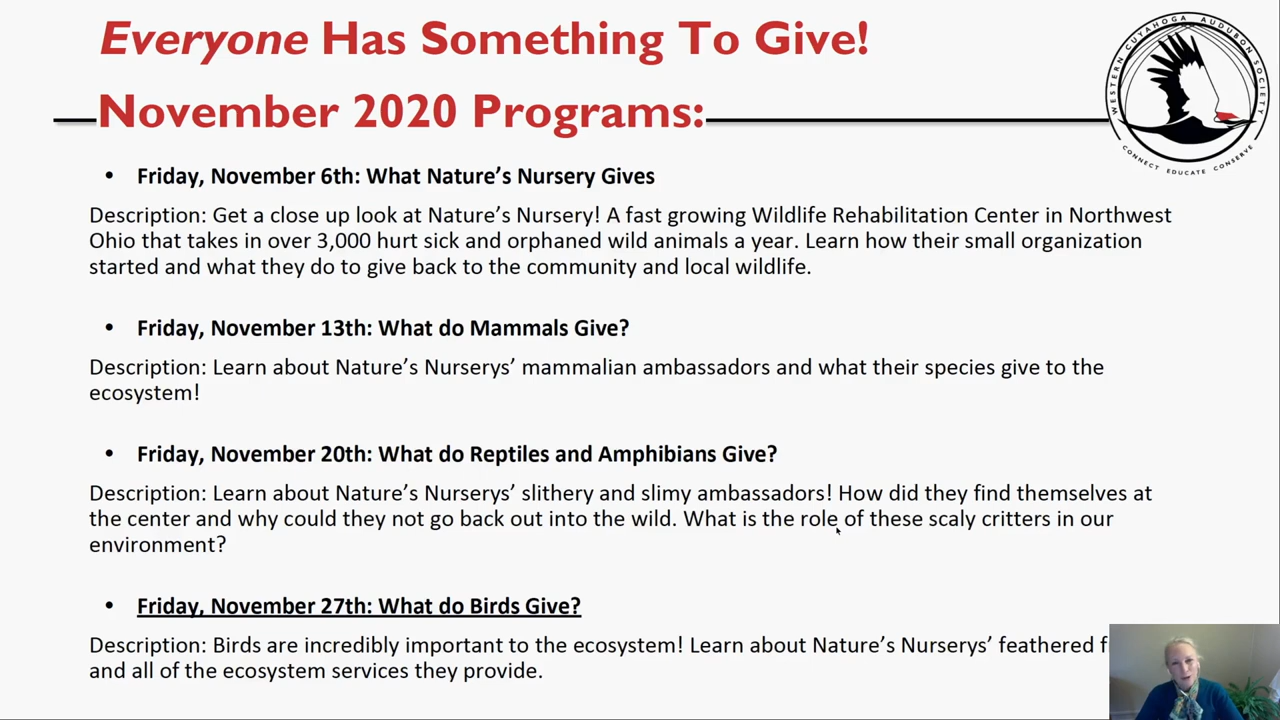 Everyone Has Something To Give!
November 2020 Programs:
WESTERN CUYAHOGA AUDUBON SOCIETY
CONNECT EDUCATE CONSERVE
• Friday, November 6th: What Nature’s Nursery Gives
Description: Get a close up look at Nature’s Nursery! A fast growing Wildlife Rehabilitation Center in Northwest
Ohio that takes in over 3,000 hurt sick and orphaned wild animals a year. Learn how their small organization
started and what they do to give back to the community and local wildlife.
• Friday, November 13th: What do Mammals Give?
Description: Learn about Nature’s Nurserys’ mammalian ambassadors and what their species give to the
ecosystem!
• Friday, November 20th: What do Reptiles and Amphibians Give?
Description: Learn about Nature’s Nurserys’ slithery and slimy ambassadors! How did they find themselves at
the center and why could they not go back out into the wild. What is the role of these scaly critters in our
environment?
• Friday, November 27th: What do Birds Give?
Description: Birds are incredibly important to the ecosystem! Learn about Nature’s Nurserys’ feathered
and all of the ecosystem services they provide.